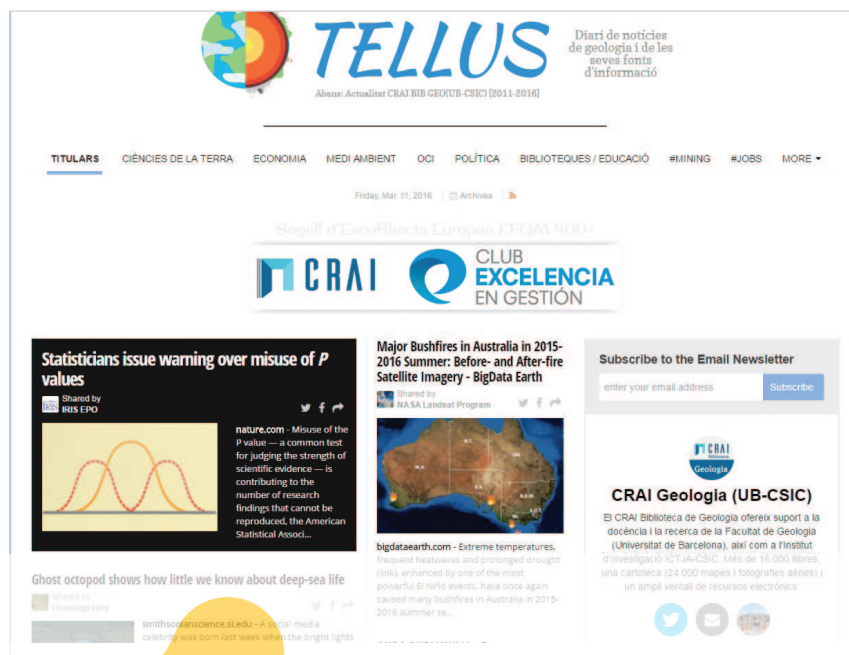 TELLUS
Diari de notícies
de geologia i de les
seves fonts
d'informació
Abans: Actualitat CRAI BIB GEO(UB-CSIC) [2011-2016]
TITULARS CIÈNCIES DE LA TERRA ECONOMIA MEDI AMBIENT OCI POLÍTICA BIBLIOTEQUES / EDUCACIÓ #MINING #JOBS MORE
Friday, Mar. 11, 2016 Archives
Segell d'Excel·lència Europea EFQM 400+
CRAI
CLUB
EXCELENCIA
EN GESTIÓN
Statisticians issue warning over misuse of P
values
Shared by
IRIS EPO
nature.com - Misuse of the
P value — a common test
for judging the strength of
scientific evidence — is
contributing to the
number of research
findings that cannot be
reproduced, the American
Statistical Associ...
Ghost octopod shows how little we know about deep-sea life
Shared by
Oceanography
smithsonianscience.si.edu - A social media
celebrity was born last week when the bright lights
Major Bushfires in Australia in 2015-
2016 Summer: Before- and After-fire
Satellite Imagery - BigData Earth
Shared by
NASA Landsat Program
W.A.
N.T.
S.A.
N.S.W.
bigdataearth.com - Extreme temperatures,
frequent heatwaves and prolonged drought
(link), enhanced by one of the most
powerful El Niño events, have once again
caused many bushfires in Australia in 2015-
2016 summer se...
Subscribe to the Email Newsletter
enter your email address Subscribe
CRAI
Biblioteca
Geologia
CRAI Geologia (UB-CSIC)
El CRAI Biblioteca de Geologia ofereix suport a la
docència i la recerca de la Facultat de Geologia
(Universitat de Barcelona), així com a l'Institut
d'Investigació ICTJA-CSIC. Més de 18.000 llibres,
una cartoteca (24.000 mapes i fotografies aèries) i
un ampli ventall de recursos electrònics.